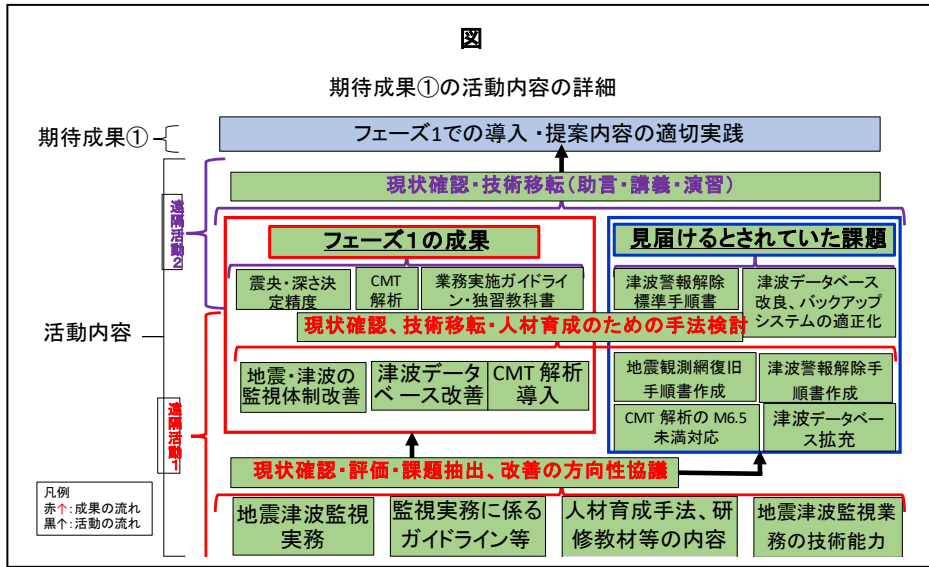 図
期待成果①の活動内容の詳細
期待成果①
フェーズ1での導入・提案内容の適切実践
活動内容
遠隔活動2
現状確認・技術移転(助言・講義・演習)
フェーズ1の成果
見届けるとされていた課題
震央・深さ決
定精度
CMT
解析
業務実施ガイドライ
ン・独習教科書
津波警報解除
標準手順書
津波データベース
改良、バックアップ
システムの適正化
現状確認、技術移転・人材育成のための手法検討
地震・津波の
監視体制改善
津波データ
ベース改善
CMT 解析
導入
地震観測網復旧
手順書作成
津波警報解除手
順書作成
CMT 解析の M6.5
未満対応
津波データベー
ス拡充
遠隔活動1
現状確認・評価・課題抽出、改善の方向性協議
地震津波監視
実務
監視実務に係る
ガイドライン等
人材育成手法、研
修教材等の内容
地震津波監視業
務の技術能力
凡例
赤↑:成果の流れ
黒↑:活動の流れ